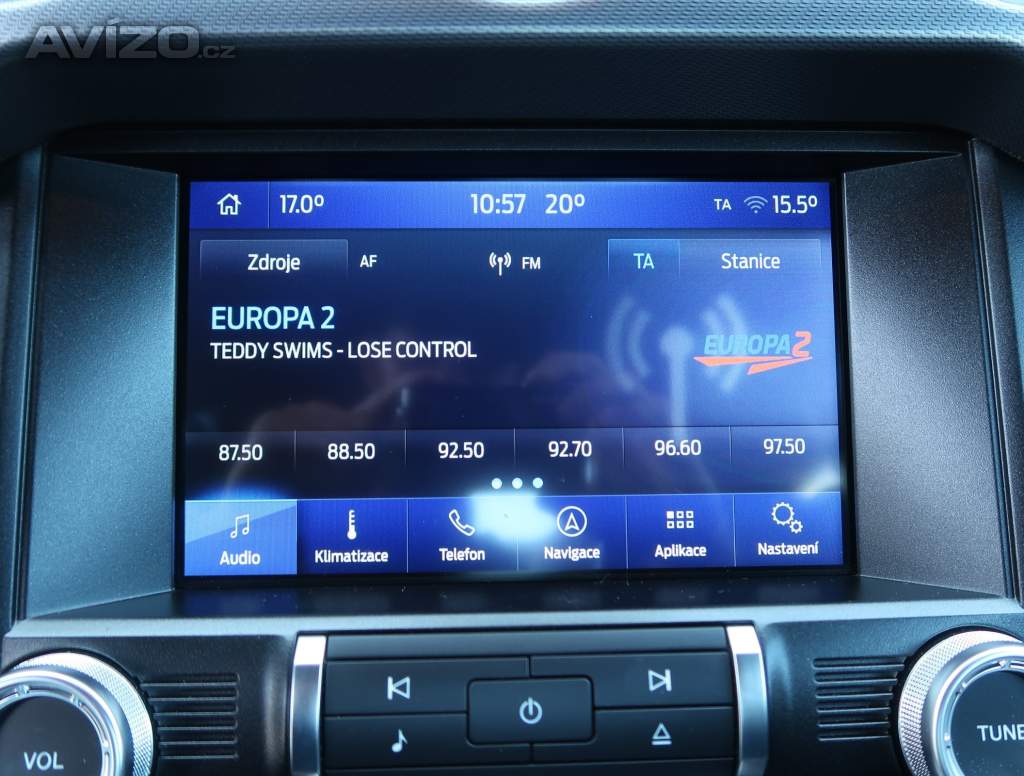 AVÍZO.cz
17.0º 10:57 20º TA 15.5º
Zdroje AF FM TA Stanice
EUROPA 2
TEDDY SWIMS - LOSE CONTROL
EUROPA 2
87.50 88.50 92.50 92.70 96.60 97.50
Audio Klimatizace Telefon Navigace Aplikace Nastavení
VOL TUNE